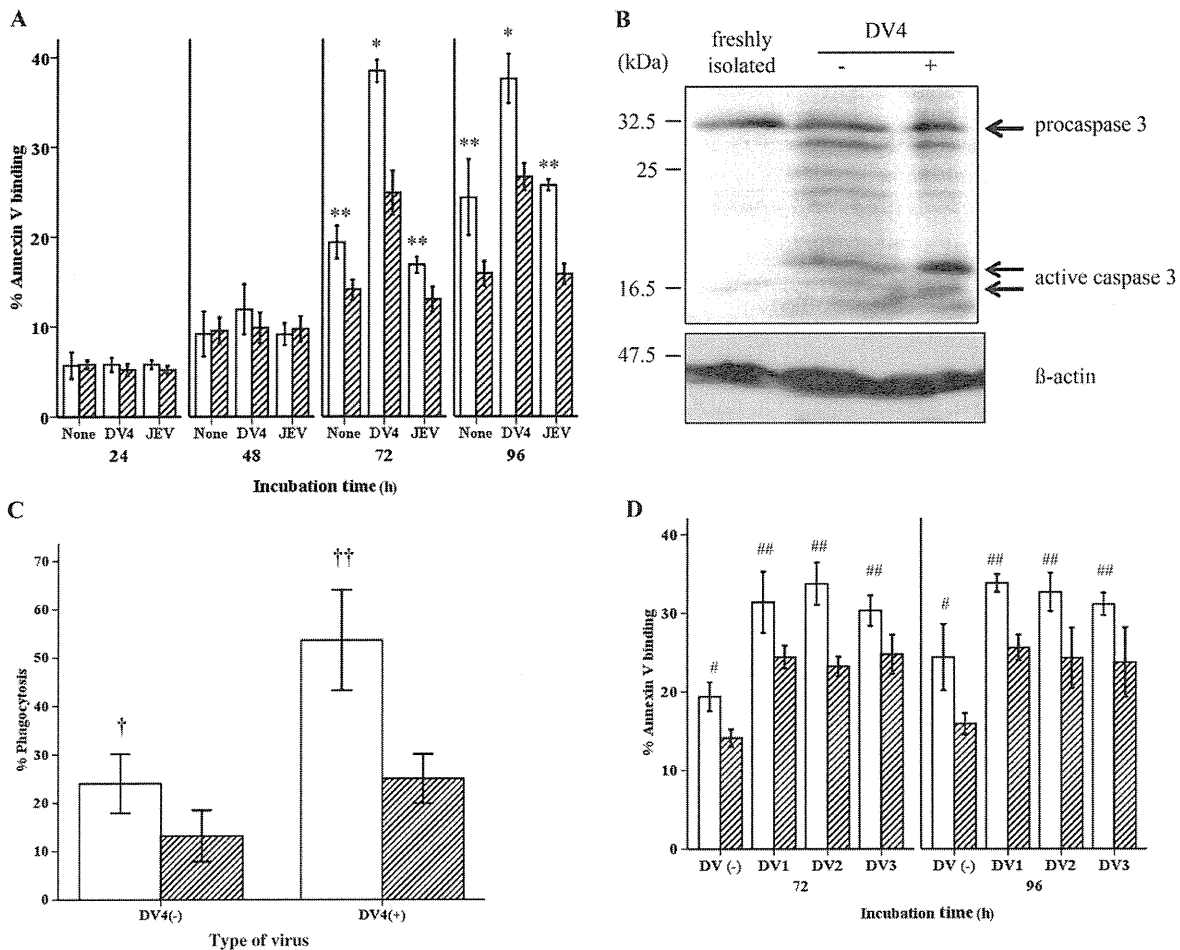 A
% Annexin V binding
40
30
20
10
0
* *
** ** ** **
None DV4 JEV None DV4 JEV None DV4 JEV None DV4 JEV
24 48 72 96
Incubation time (h)
B
freshly isolated
DV4
(kDa) - +
32.5
25
16.5
47.5
procaspase 3
active caspase 3
ß-actin
C
% Phagocytosis
70
60
50
40
30
20
10
0
† ††
DV4(-) DV4(+)
Type of virus
D
% Annexin V binding
40
30
20
10
0
# ## ## ## # ## ## ##
DV (-) DV1 DV2 DV3 DV (-) DV1 DV2 DV3
72 96
Incubation time (h)